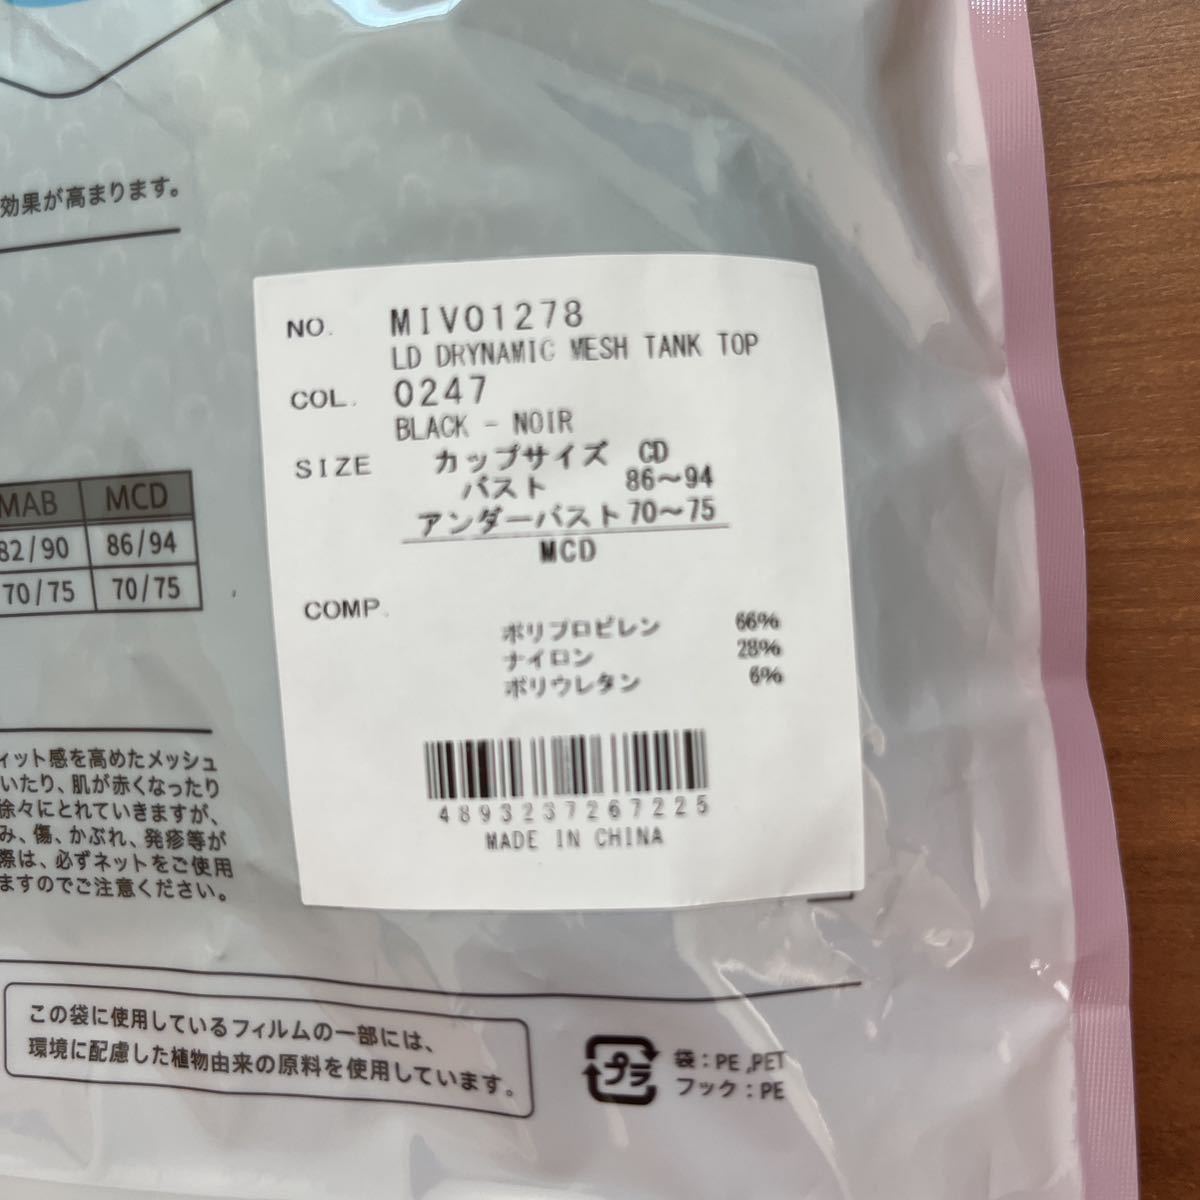 効果が高まります。
NO. MIV01278
LD DRYNAMIC MESH TANK TOP
COL. 0247
BLACK - NOIR
SIZE カップサイズ CD
バスト 86～94
アンダーバスト 70～75
MCD
COMP.
ポリプロピレン 66%
ナイロン 28%
ポリウレタン 6%
4893237267225
MADE IN CHINA
MAB MCD
82/90 86/94
70/75 70/75
ィット感を高めたメッシュ
いたり、肌が赤くなったり
徐々にとれていきますが、
み、傷、かぶれ、発疹等が
際は、必ずネットをご使用
ますのでご注意ください。
この袋に使用しているフィルムの一部には、
環境に配慮した植物由来の原料を使用しています。
プラ
袋：PE,PET
フック：PE